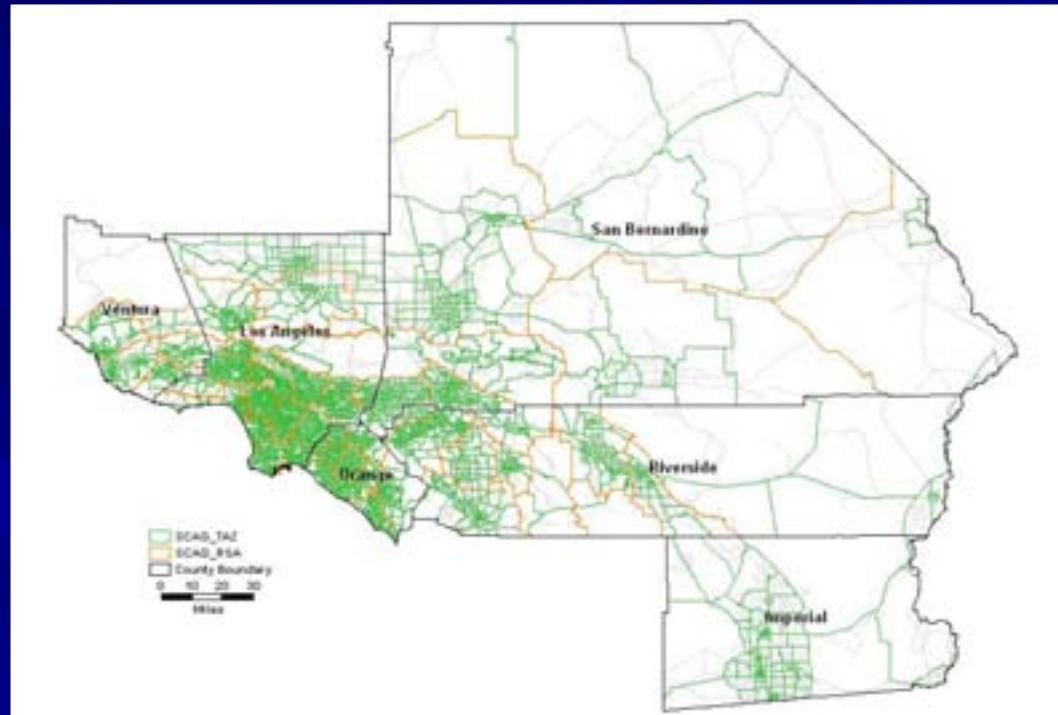 San Bernardino
Ventura
Los Angeles
Orange
Riverside
SCAG_TAZ
SCAG_RSA
County Boundary
0 10 20 30
Miles
Imperial